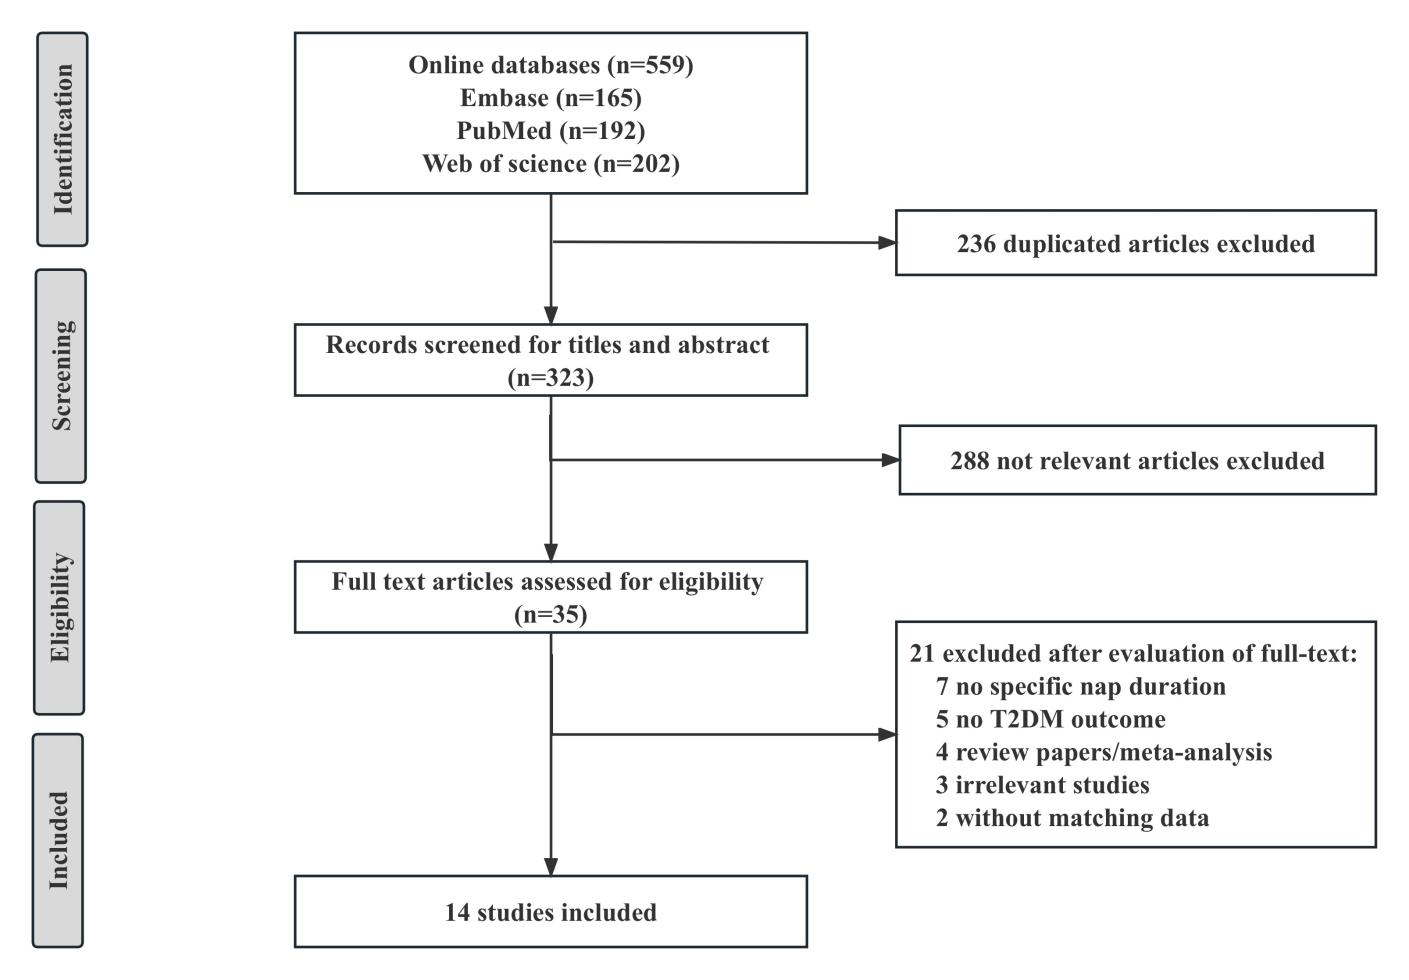 Identification
Online databases (n=559)
Embase (n=165)
PubMed (n=192)
Web of science (n=202)
236 duplicated articles excluded
Screening
Records screened for titles and abstract
(n=323)
288 not relevant articles excluded
Eligibility
Full text articles assessed for eligibility
(n=35)
21 excluded after evaluation of full-text:
7 no specific nap duration
5 no T2DM outcome
4 review papers/meta-analysis
3 irrelevant studies
2 without matching data
Included
14 studies included